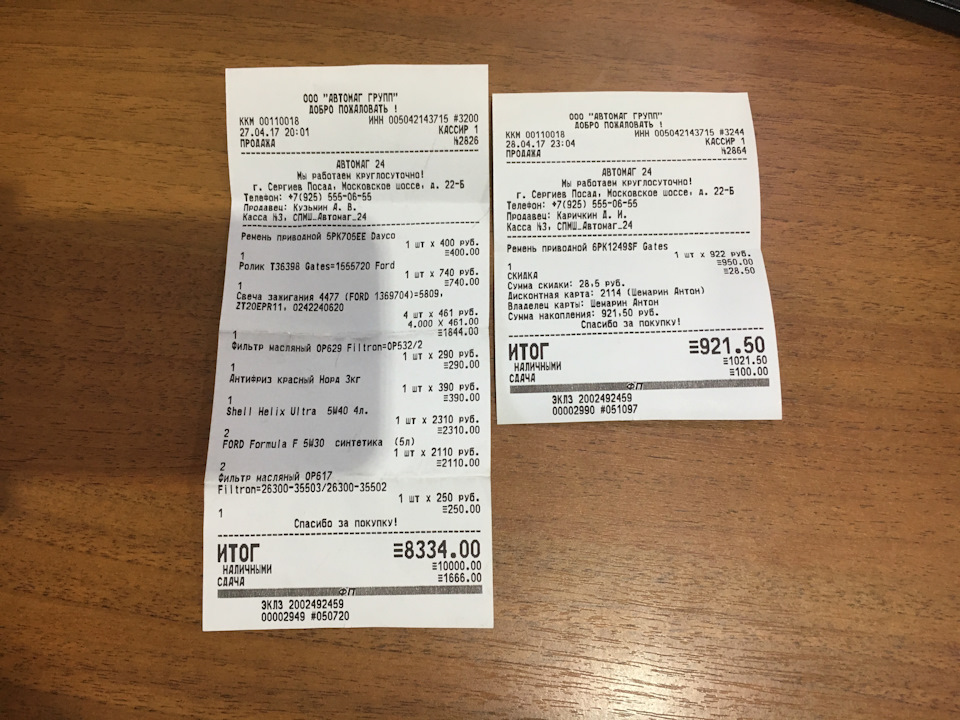 ООО "АВТОМАГ ГРУПП"
ДОБРО ПОЖАЛОВАТЬ !
ККМ 00110018 ИНН 005042143715 #3200
27.04.17 20:01 КАССИР 1
ПРОДАЖА №2826
АВТОМАГ 24
Мы работаем круглосуточно!
г. Сергиев Посад, Московское шоссе, д. 22-Б
Телефон: +7(925) 555-06-55
Продавец: Кузьмин А. В.
Касса №3, СПМШ_Автомаг_24
Ремень приводной 5PK705EE Dayco
1 шт х 400 руб.
1 ≡400.00
Ролик T36398 Gates=1555720 Ford
1 шт х 740 руб.
1 ≡740.00
Свеча зажигания 4477 (FORD 1369704)=5809,
ZT20EPR11, 0242240620
4 шт х 461 руб.
4.000 X 461.00
1 ≡1844.00
Фильтр масляный OP629 Filtron=OP532/2
1 шт х 290 руб.
1 ≡290.00
Антифриз красный Норд 3кг
1 шт х 390 руб.
1 ≡390.00
Shell Helix Ultra 5W40 4л.
1 шт х 2310 руб.
2 ≡2310.00
FORD Formula F 5W30 синтетика (5л)
1 шт х 2110 руб.
2 ≡2110.00
Фильтр масляный OP617
Filtron=26300-35503/26300-35502
1 шт х 250 руб.
1 ≡250.00
Спасибо за покупку!
ИТОГ ≡8334.00
НАЛИЧНЫМИ ≡10000.00
СДАЧА ≡1666.00
ФП
ЭКЛЗ 2002492459
00002949 #050720
ООО "АВТОМАГ ГРУПП"
ДОБРО ПОЖАЛОВАТЬ !
ККМ 00110018 ИНН 005042143715 #3244
28.04.17 23:04 КАССИР 1
ПРОДАЖА №2864
АВТОМАГ 24
Мы работаем круглосуточно!
г. Сергиев Посад, Московское шоссе, д. 22-Б
Телефон: +7(925) 555-06-55
Продавец: Каричкин Д. И.
Касса №3, СПМШ_Автомаг_24
Ремень приводной 6PK1249SF Gates
1 шт х 922 руб.
1 ≡950.00
СКИДКА ≡28.50
Сумма скидки: 28,5 руб.
Дисконтная карта: 2114 (Шемарин Антон)
Владелец карты: Шемарин Антон
Сумма накопления: 921,50 руб.
Спасибо за покупку!
ИТОГ ≡921.50
НАЛИЧНЫМИ ≡1021.50
СДАЧА ≡100.00
ФП
ЭКЛЗ 2002492459
00002990 #051097